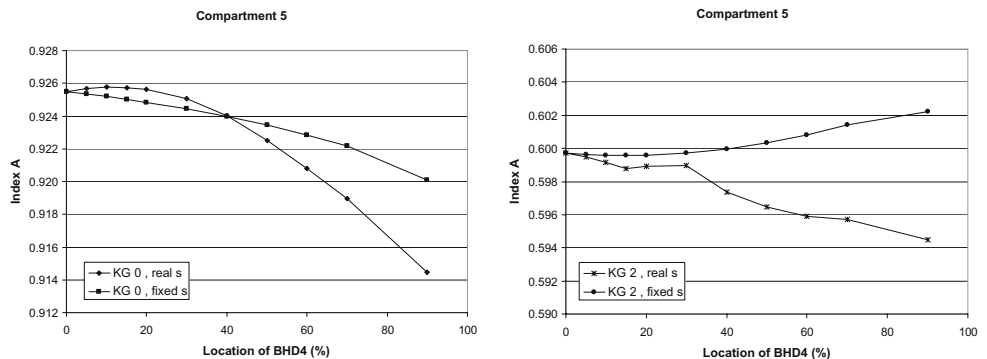 Compartment 5
0.928
0.926
0.924
0.922
0.920
0.918
0.916
0.914
0.912
Index A
KG 0 , real s
KG 0 , fixed s
0 20 40 60 80 100
Location of BHD4 (%)
Compartment 5
0.606
0.604
0.602
0.600
0.598
0.596
0.594
0.592
0.590
Index A
KG 2 , real s
KG 2 , fixed s
0 20 40 60 80 100
Location of BHD4 (%)